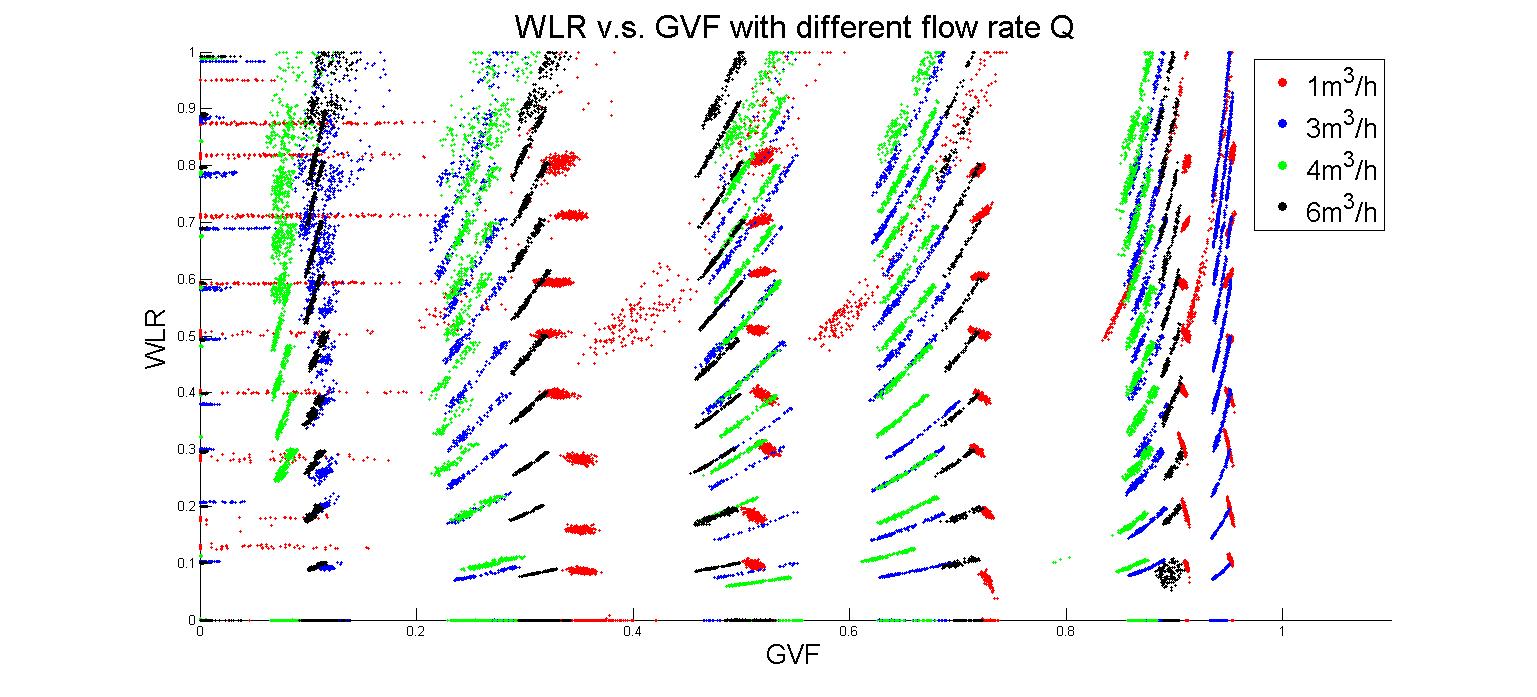 WLR v.s. GVF with different flow rate Q
1
0.9
0.8
0.7
0.6
0.5
0.4
0.3
0.2
0.1
0
WLR
0 0.2 0.4 0.6 0.8 1
GVF
1m³/h
3m³/h
4m³/h
6m³/h